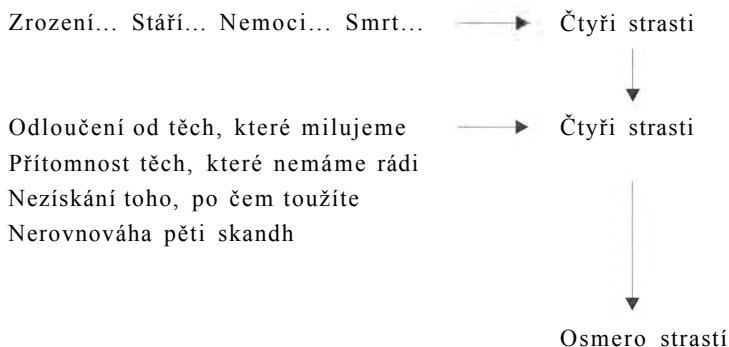 Zrození... Stáří... Nemoci... Smrt... Čtyři strasti
Odloučení od těch, které milujeme Čtyři strasti
Přítomnost těch, které nemáme rádi
Nezískání toho, po čem toužíte
Nerovnováha pěti skandh
Osmero strastí